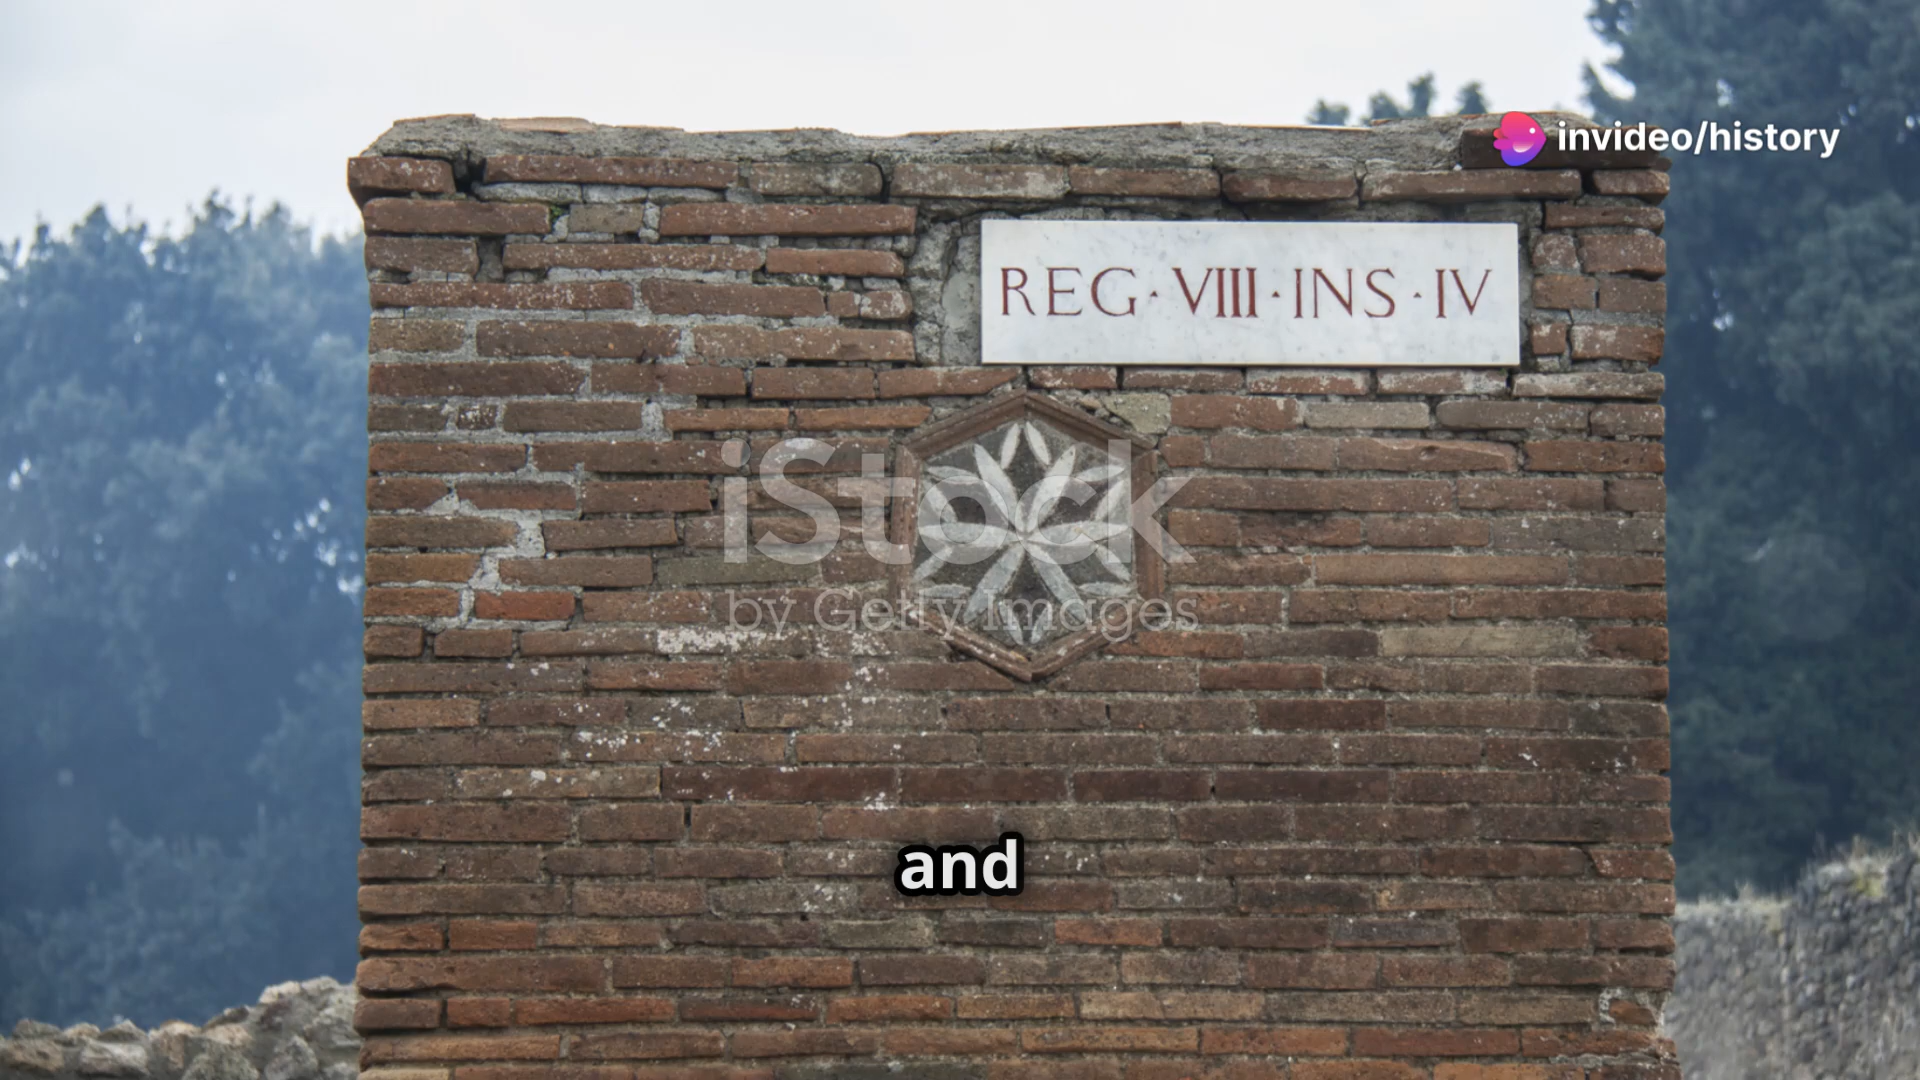 invideo/history
REG · VIII · INS · IV
iStock
by Getty Images
and